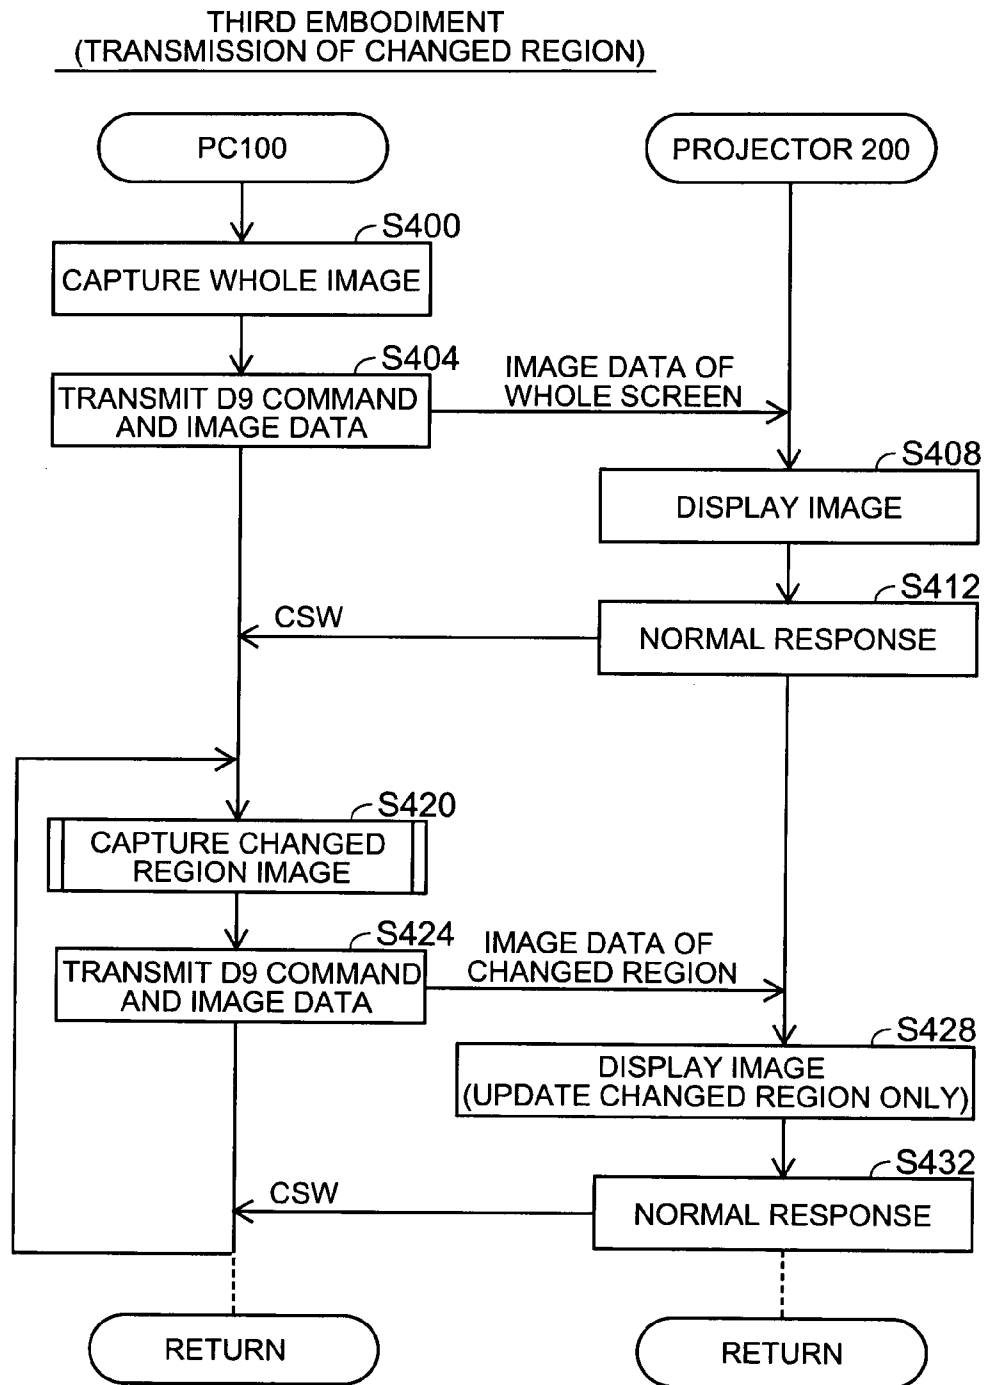 THIRD EMBODIMENT
(TRANSMISSION OF CHANGED REGION)
PC100
PROJECTOR 200
S400
CAPTURE WHOLE IMAGE
S404
TRANSMIT D9 COMMAND
AND IMAGE DATA
IMAGE DATA OF
WHOLE SCREEN
S408
DISPLAY IMAGE
S412
NORMAL RESPONSE
CSW
S420
CAPTURE CHANGED
REGION IMAGE
S424
TRANSMIT D9 COMMAND
AND IMAGE DATA
IMAGE DATA OF
CHANGED REGION
S428
DISPLAY IMAGE
(UPDATE CHANGED REGION ONLY)
S432
NORMAL RESPONSE
CSW
RETURN
RETURN